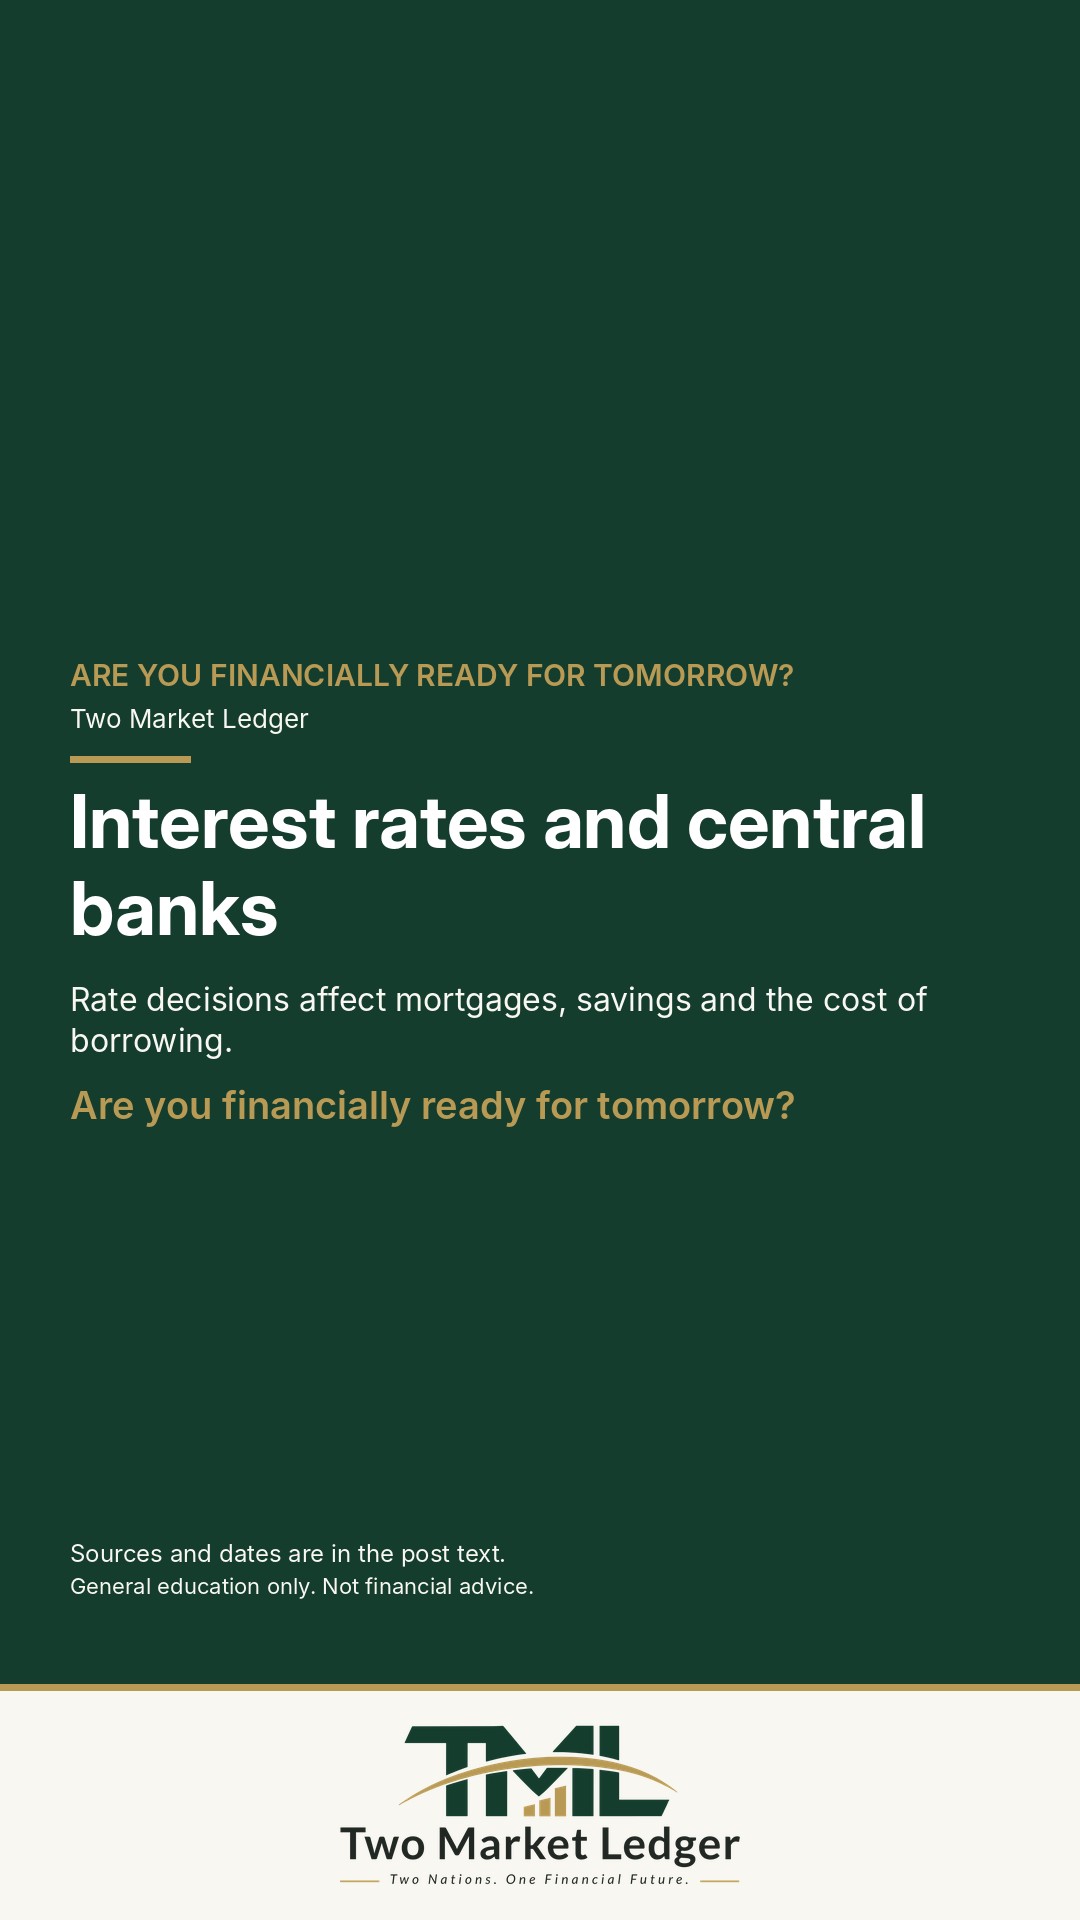 ARE YOU FINANCIALLY READY FOR TOMORROW?
Two Market Ledger
Interest rates and central
banks
Rate decisions affect mortgages, savings and the cost of
borrowing.
Are you financially ready for tomorrow?
Sources and dates are in the post text.
General education only. Not financial advice.
TML
Two Market Ledger
Two Nations. One Financial Future.